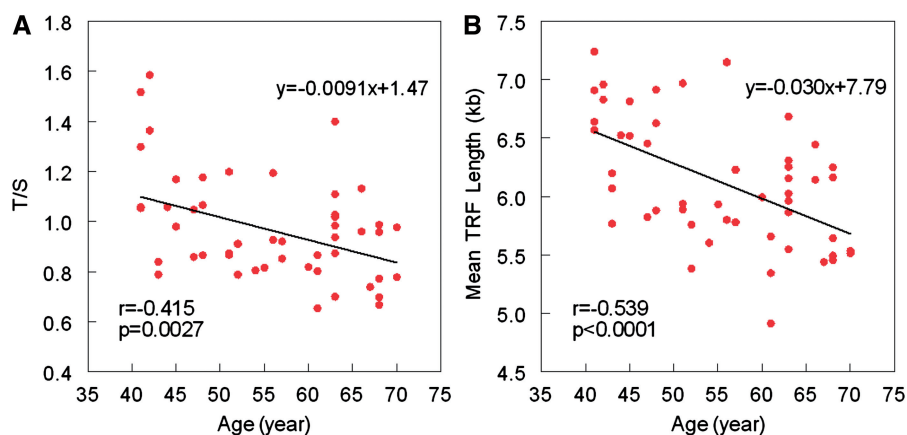 A
T/S
1.8
1.6
1.4
1.2
1.0
0.8
0.6
0.4
y=-0.0091x+1.47
r=-0.415
p=0.0027
35 40 45 50 55 60 65 70 75
Age (year)
B
Mean TRF Length (kb)
7.5
7.0
6.5
6.0
5.5
5.0
4.5
y=-0.030x+7.79
r=-0.539
p<0.0001
35 40 45 50 55 60 65 70 75
Age (year)